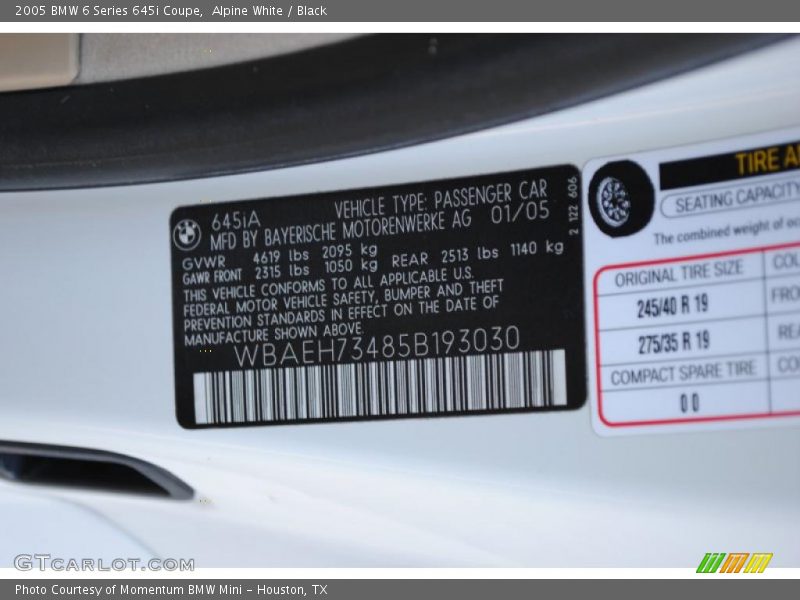 2005 BMW 6 Series 645i Coupe,  Alpine White / Black
645iA
VEHICLE TYPE: PASSENGER CAR
MFD BY BAYERISCHE MOTORENWERKE AG 01/05
GVWR 4619 lbs 2095 kg
GAWR FRONT 2315 lbs 1050 kg REAR 2513 lbs 1140 kg
THIS VEHICLE CONFORMS TO ALL APPLICABLE U.S.
FEDERAL MOTOR VEHICLE SAFETY, BUMPER AND THEFT
PREVENTION STANDARDS IN EFFECT ON THE DATE OF
MANUFACTURE SHOWN ABOVE
WBAEH73485B193030
2 122 606
TIRE
SEATING CAPACITY
The combined weight of
ORIGINAL TIRE SIZE
245/40 R 19
275/35 R 19
COMPACT SPARE TIRE
00
GTCARLOT.COM
Photo Courtesy of Momentum BMW Mini - Houston, TX